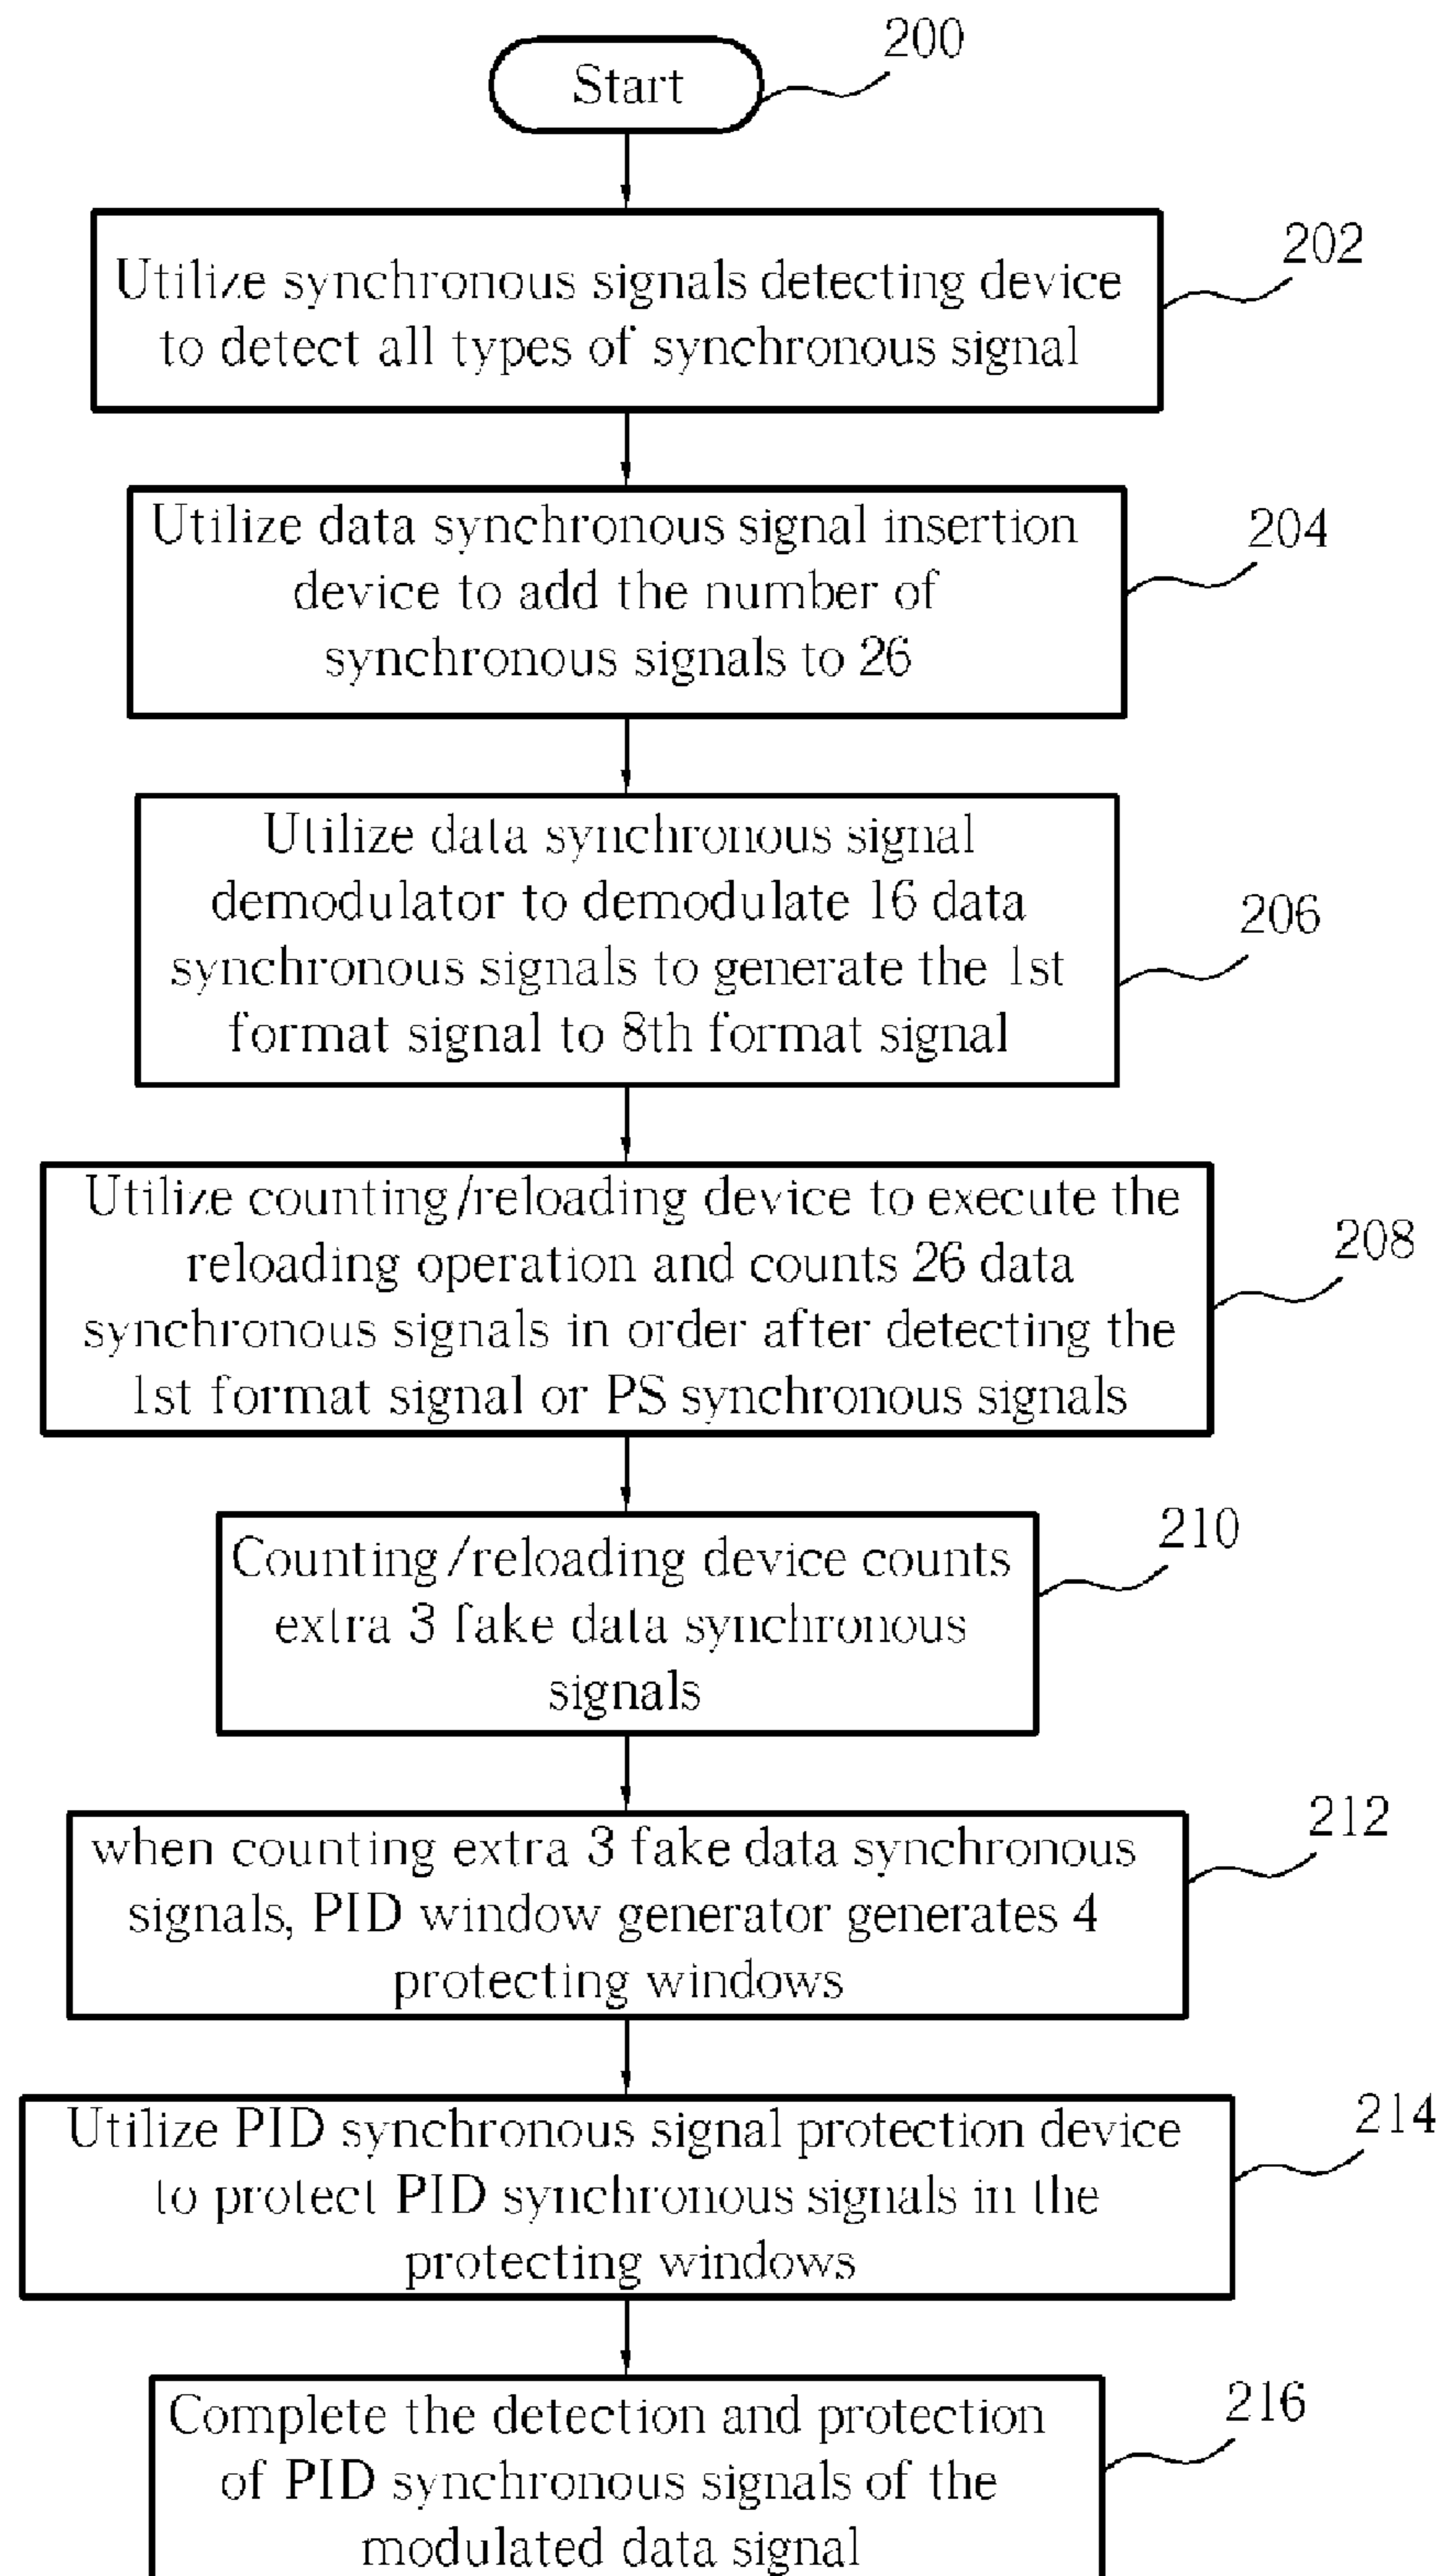 200
Start
202
Utilize synchronous signals detecting device
to detect all types of synchronous signal
204
Utilize data synchronous signal insertion
device to add the number of
synchronous signals to 26
206
Utilize data synchronous signal
demodulator to demodulate 16 data
synchronous signals to generate the 1st
format signal to 8th format signal
208
Utilize counting/reloading device to execute the
reloading operation and counts 26 data
synchronous signals in order after detecting the
1st format signal or PS synchronous signals
210
Counting/reloading device counts
extra 3 fake data synchronous
signals
212
when counting extra 3 fake data synchronous
signals, PID window generator generates 4
protecting windows
214
Utilize PID synchronous signal protection device
to protect PID synchronous signals in the
protecting windows
216
Complete the detection and protection
of PID synchronous signals of the
modulated data signal